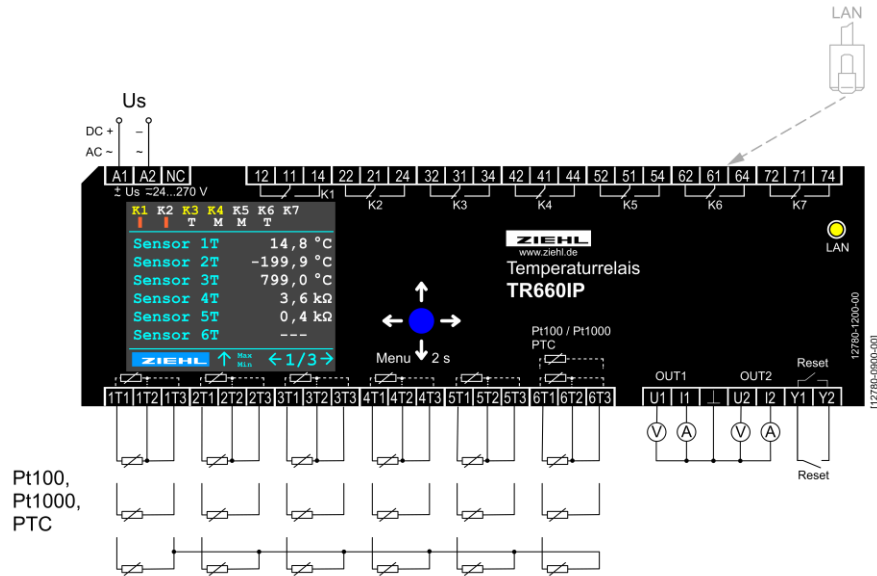 LAN
Us
DC + –
AC ~ ~
A1 A2 NC 12 11 14 22 21 24 32 31 34 42 41 44 52 51 54 62 61 64 72 71 74
± Us ≂24...270 V K1 K2 K3 K4 K5 K6 K7
K1 K2 K3 K4 K5 K6 K7
T M M T
Sensor 1T 14,8 °C
Sensor 2T -199,9 °C
Sensor 3T 799,0 °C
Sensor 4T 3,6 kΩ
Sensor 5T 0,4 kΩ
Sensor 6T ---
ZIEHL ↑ Max Min ← 1/3 →
ZIEHL
www.ziehl.de
Temperaturrelais
TR660IP
LAN
Menu 2 s
Pt100 / Pt1000
PTC
12780-1200-00
[12780-0900-00]
OUT1 OUT2 Reset
1T1 1T2 1T3 2T1 2T2 2T3 3T1 3T2 3T3 4T1 4T2 4T3 5T1 5T2 5T3 6T1 6T2 6T3 U1 I1 ⊥ U2 I2 Y1 Y2
V A V A
Reset
Pt100,
Pt1000,
PTC